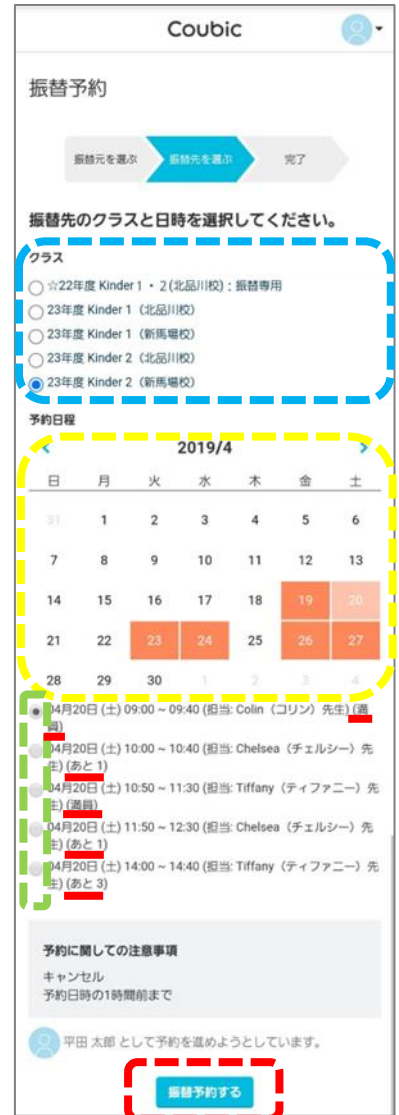 Coubic
振替予約
振替元を選ぶ
振替先を選ぶ
完了
振替先のクラスと日時を選択してください。
クラス
☆22年度 Kinder 1・2 (北品川校) : 振替専用
23年度 Kinder 1 (北品川校)
23年度 Kinder 1 (新馬場校)
23年度 Kinder 2 (北品川校)
23年度 Kinder 2 (新馬場校)
予約日程
< 2019/4 >
日 月 火 水 木 金 土
31 1 2 3 4 5 6
7 8 9 10 11 12 13
14 15 16 17 18 19 20
21 22 23 24 25 26 27
28 29 30 1 2 3 4
04月20日 (土) 09:00 ~ 09:40 (担当: Colin (コリン) 先生) (満
員)
04月20日 (土) 10:00 ~ 10:40 (担当: Chelsea (チェルシー) 先
生) (あと 1)
04月20日 (土) 10:50 ~ 11:30 (担当: Tiffany (ティファニー) 先
生) (満員)
04月20日 (土) 11:50 ~ 12:30 (担当: Chelsea (チェルシー) 先
生) (あと 1)
04月20日 (土) 14:00 ~ 14:40 (担当: Tiffany (ティファニー) 先
生) (あと 3)
予約に関しての注意事項
キャンセル
予約日時の1時間前まで
平田 太郎 として予約を進めようとしています。
振替予約する